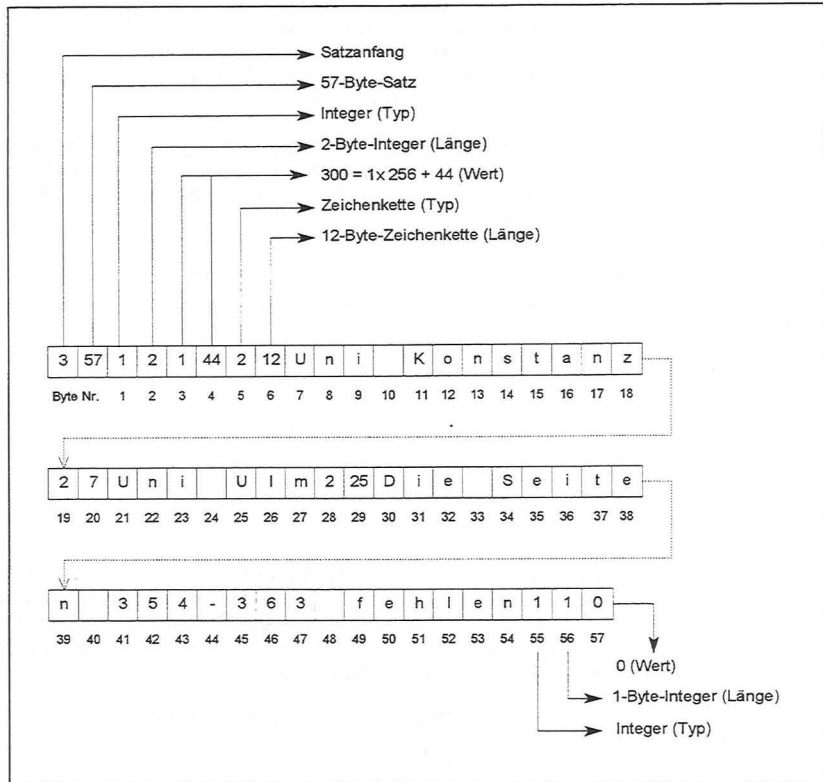 Satzanfang
57-Byte-Satz
Integer (Typ)
2-Byte-Integer (Länge)
300 = 1x256 + 44 (Wert)
Zeichenkette (Typ)
12-Byte-Zeichenkette (Länge)
3 57 1 2 1 44 2 12 U n i K o n s t a n z
Byte Nr. 1 2 3 4 5 6 7 8 9 10 11 12 13 14 15 16 17 18
2 7 U n i U l m 2 25 D i e S e i t e
19 20 21 22 23 24 25 26 27 28 29 30 31 32 33 34 35 36 37 38
n 3 5 4 - 3 6 3 f e h l e n 1 1 0
39 40 41 42 43 44 45 46 47 48 49 50 51 52 53 54 55 56 57
0 (Wert)
1-Byte-Integer (Länge)
Integer (Typ)